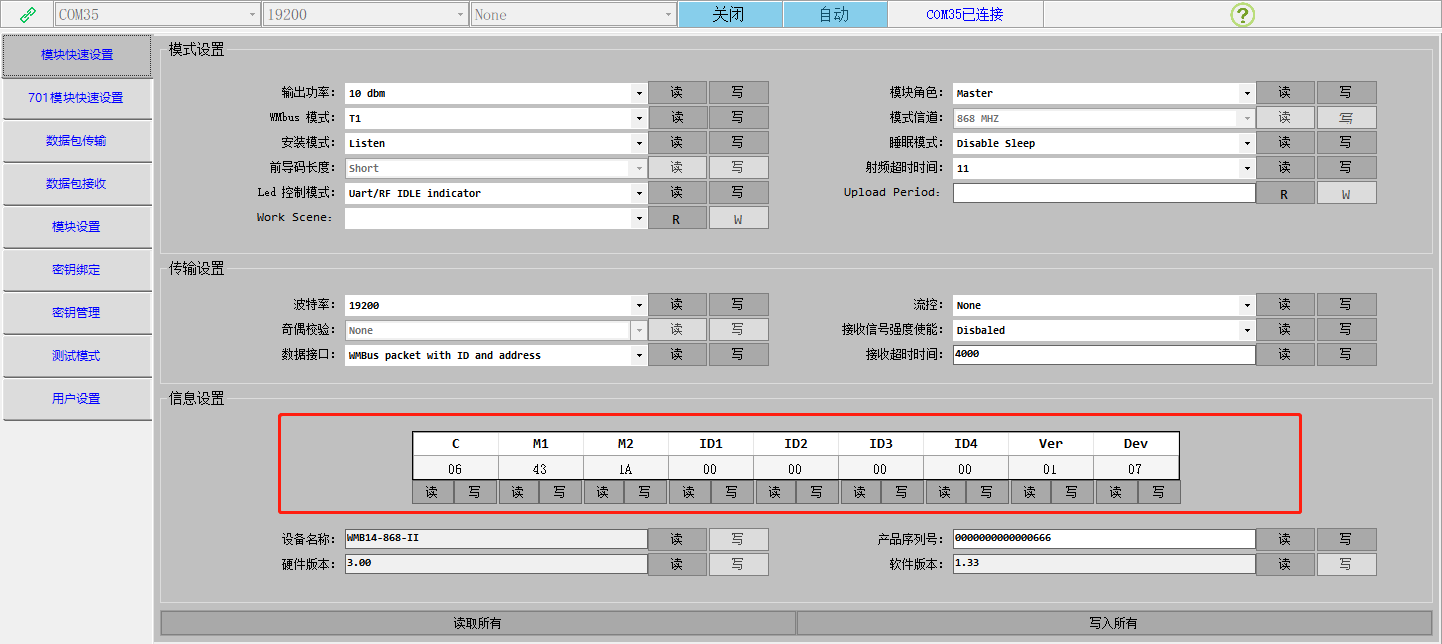 COM35 19200 None 关闭 自动 COM35已连接 ?
模块快速设置
701模块快速设置
数据包传输
数据包接收
模块设置
密钥绑定
密钥管理
测试模式
用户设置
模式设置
输出功率: 10 dbm 读 写 模块角色: Master 读 写
WMbus 模式: T1 读 写 模式信道: 868 MHZ 读 写
安装模式: Listen 读 写 睡眠模式: Disable Sleep 读 写
前导码长度: Short 读 写 射频超时时间: 11 读 写
Led 控制模式: Uart/RF IDLE indicator 读 写 Upload Period: R W
Work Scene: R W
传输设置
波特率: 19200 读 写 流控: None 读 写
奇偶核验: None 读 写 接收信号强度使能: Disbaled 读 写
数据接口: WMBus packet with ID and address 读 写 接收超时时间: 4000 读 写
信息设置
C M1 M2 ID1 ID2 ID3 ID4 Ver Dev
06 43 1A 00 00 00 00 01 07
读 写 读 写 读 写 读 写 读 写 读 写 读 写 读 写 读 写
设备名称: WMB14-868-II 读 写 产品序列号: 0000000000000666 读 写
硬件版本: 3.00 读 写 软件版本: 1.33 读 写
读取所有 写入所有